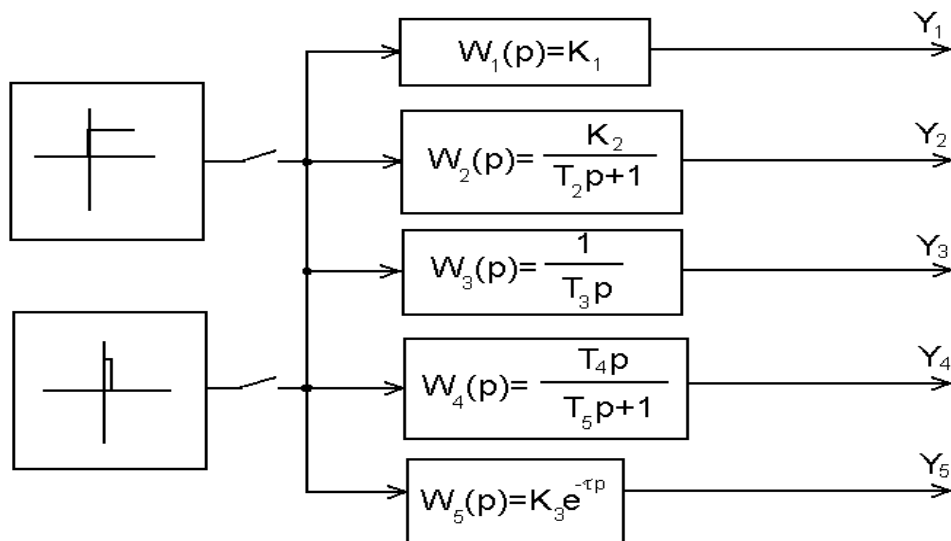 W₁(p)=K₁
Y₁
W₂(p)=K₂/(T₂p+1)
Y₂
W₃(p)=1/(T₃p)
Y₃
W₄(p)=T₄p/(T₅p+1)
Y₄
W₅(p)=K₃e^(-τp)
Y₅